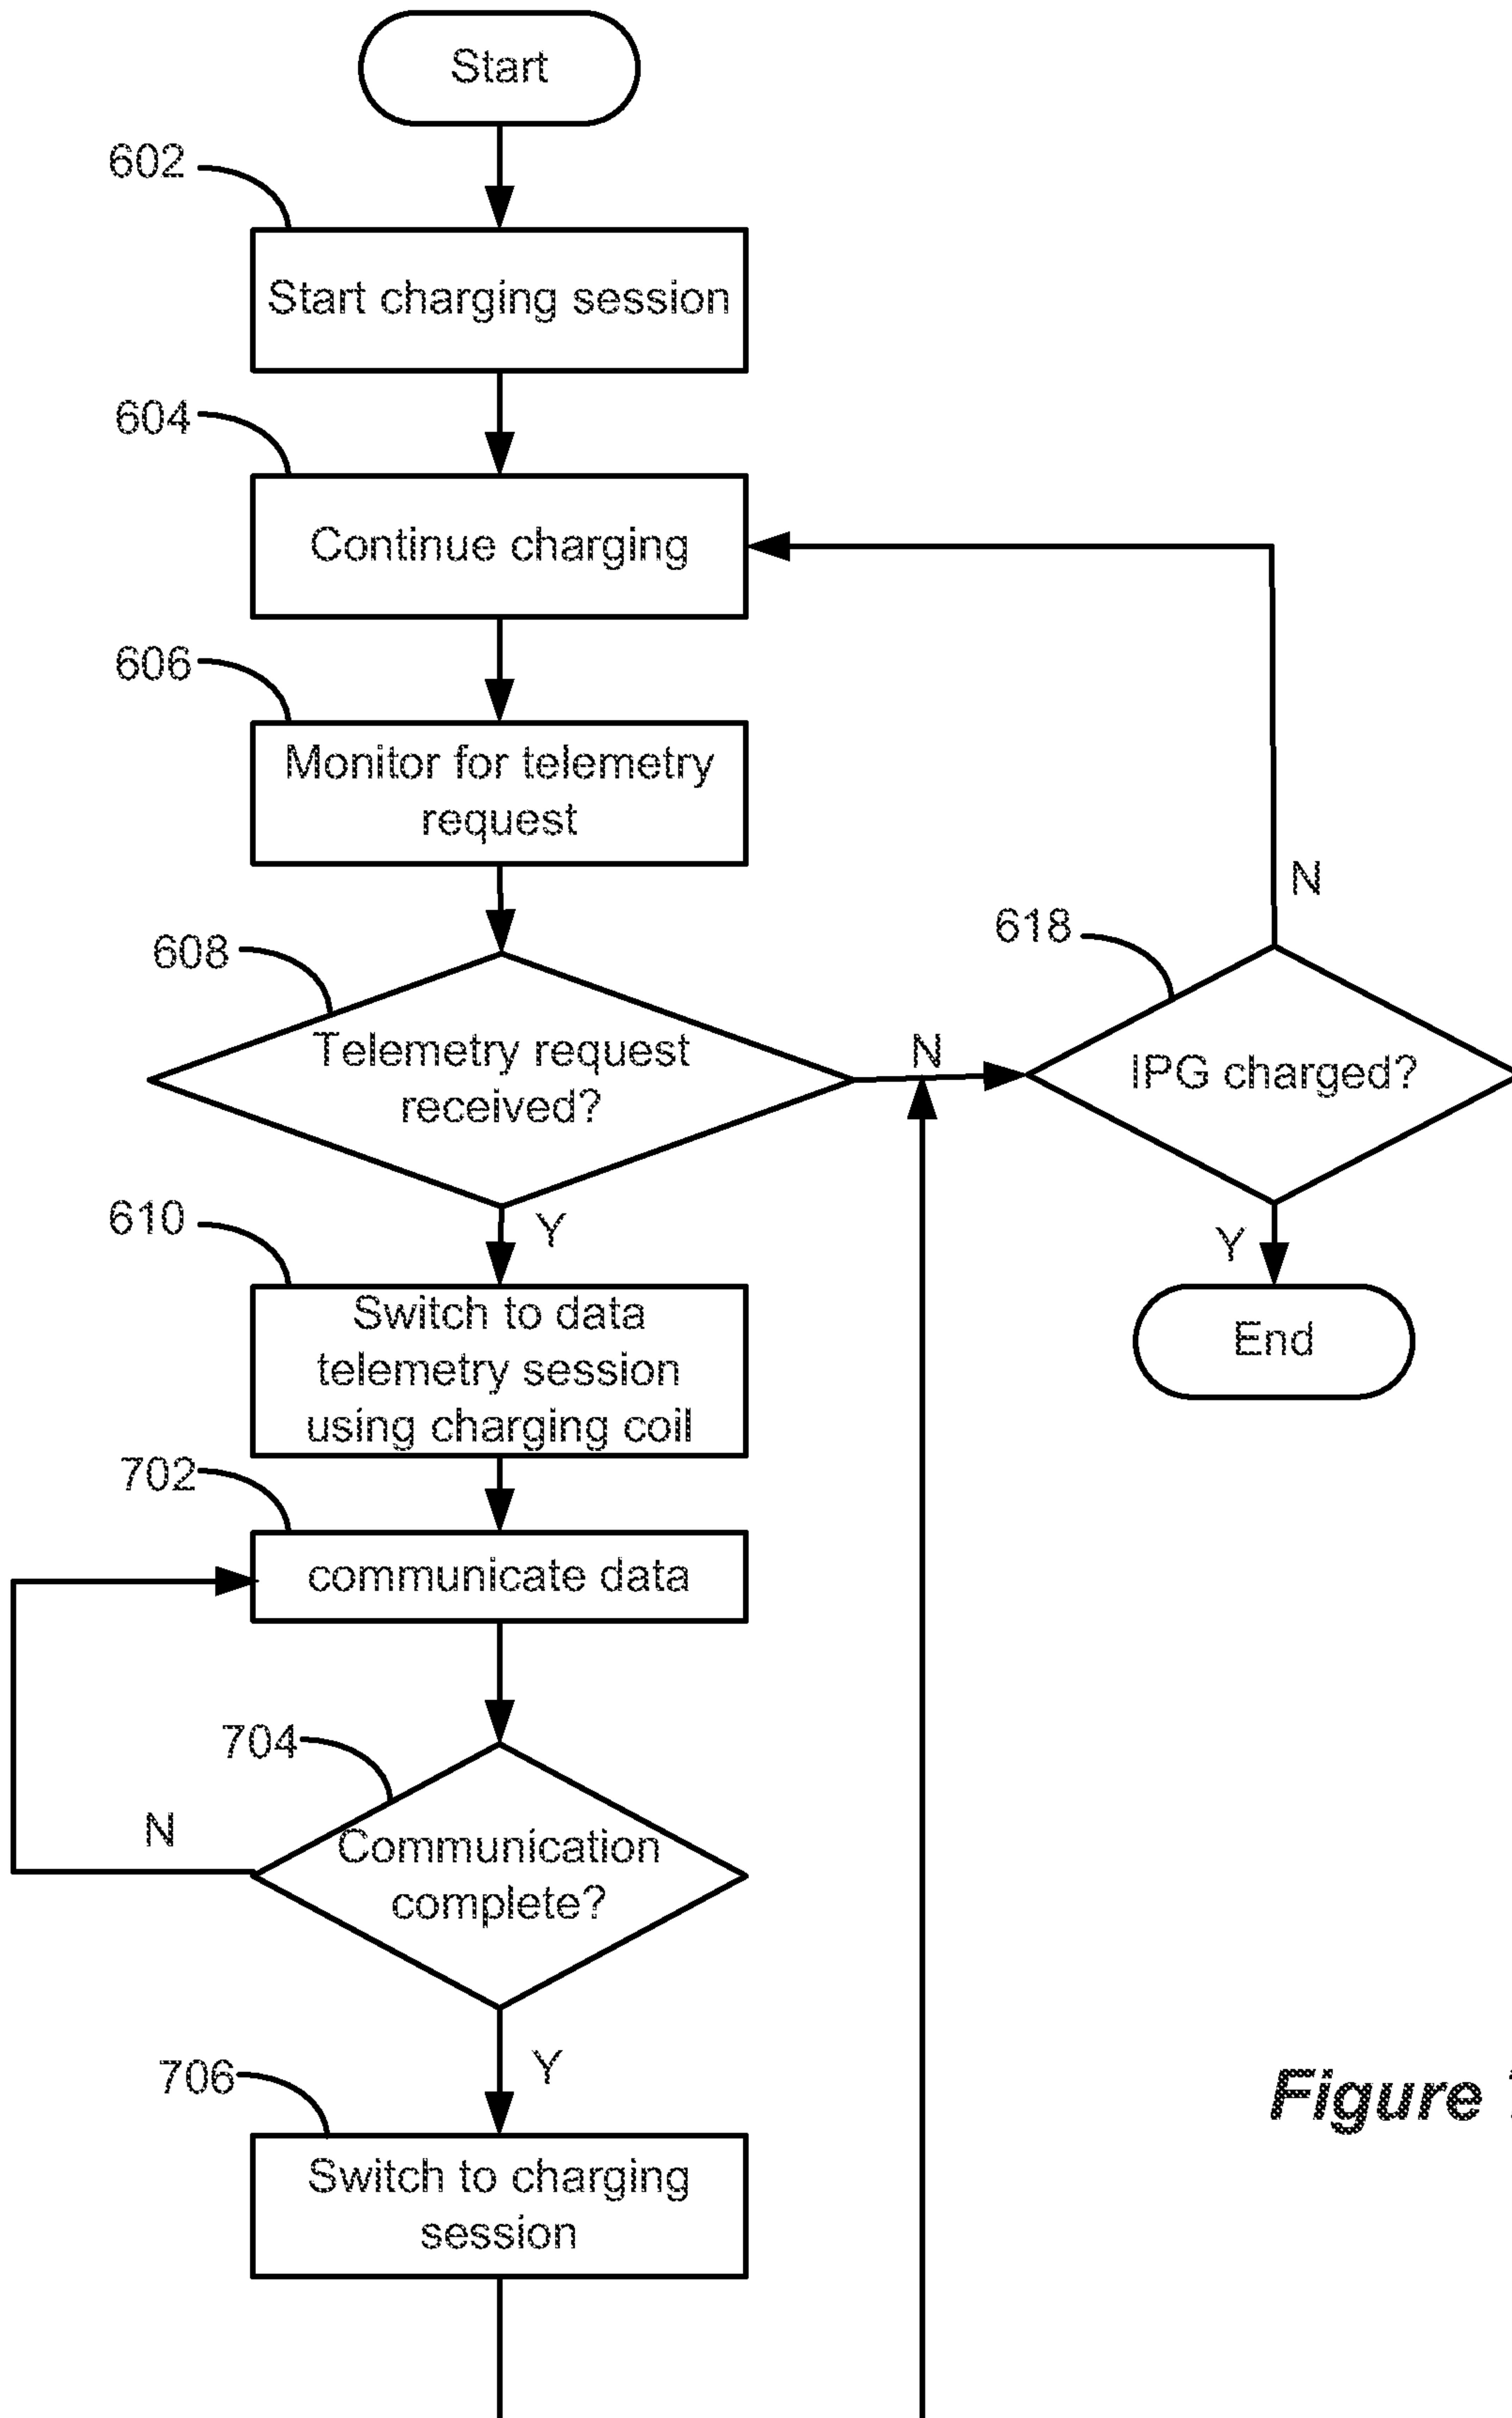 Start
602
Start charging session
604
Continue charging
606
Monitor for telemetry
request
N
618
608
Telemetry request
received?
N
IPG charged?
610
Y
Y
Switch to data
telemetry session
using charging coil
End
702
communicate data
704
N
Communication
complete?
Y
706
Figure
Switch to charging
session